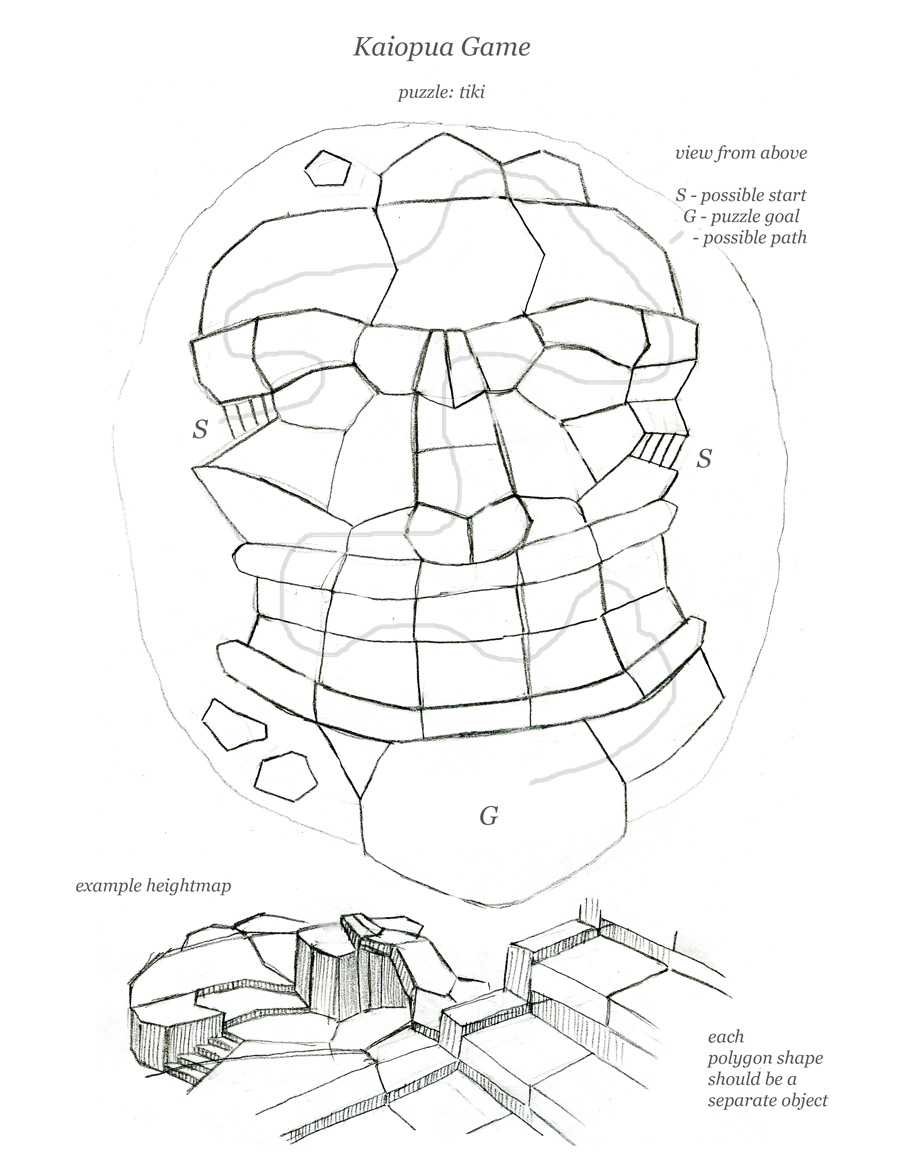 Kaiopua Game
puzzle: tiki
view from above
S - possible start
G - puzzle goal
- possible path
S
S
G
example heightmap
each
polygon shape
should be a
separate object